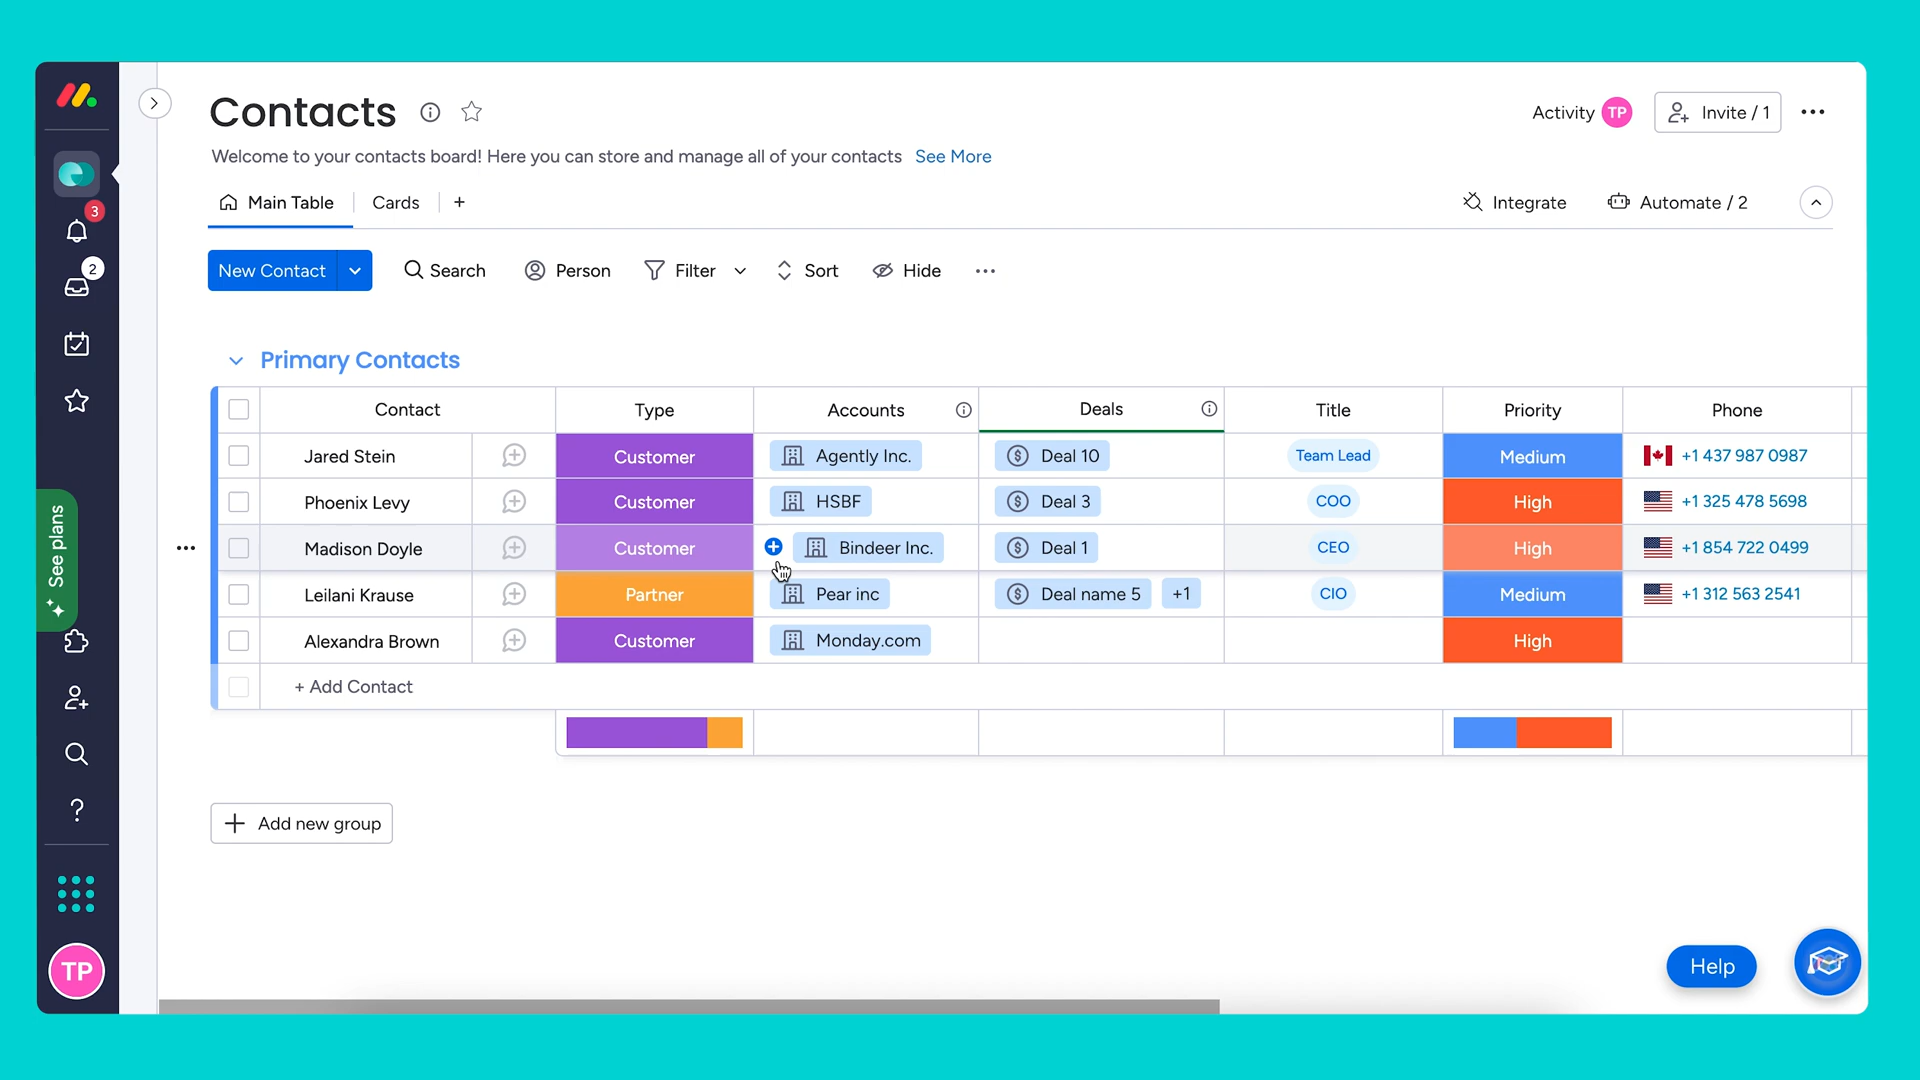 Contacts
Activity TP Invite / 1
Welcome to your contacts board! Here you can store and manage all of your contacts See More
Main Table Cards + Integrate Automate / 2
3
2
New Contact Search Person Filter Sort Hide
Primary Contacts
Contact Type Accounts Deals Title Priority Phone
Jared Stein Customer Agently Inc. Deal 10 Team Lead Medium +1 437 987 0987
Phoenix Levy Customer HSBF Deal 3 COO High +1 325 478 5698
Madison Doyle Customer Bindeer Inc. Deal 1 CEO High +1 854 722 0499
Leilani Krause Partner Pear inc Deal name 5 +1 CIO Medium +1 312 563 2541
Alexandra Brown Customer Monday.com High
+ Add Contact
See plans
Add new group
TP
Help